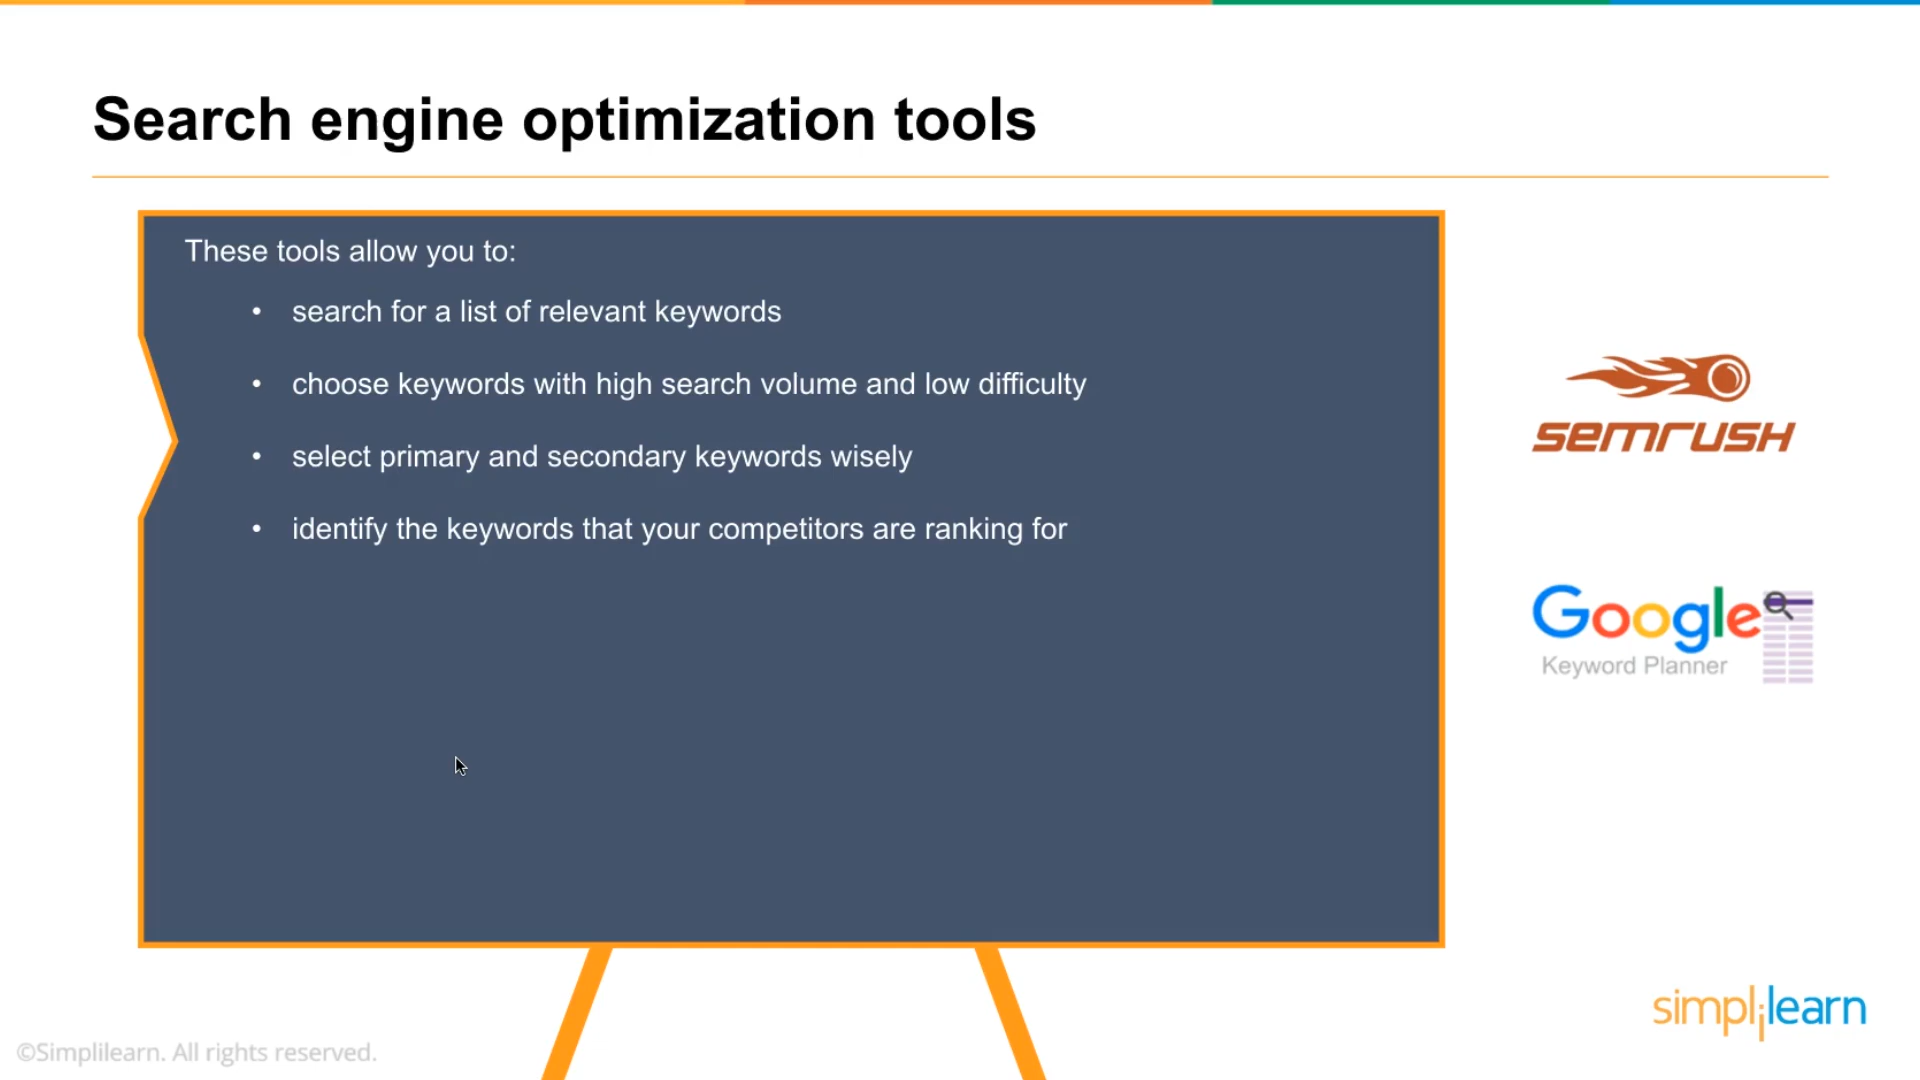 Search engine optimization tools
These tools allow you to:
• search for a list of relevant keywords
• choose keywords with high search volume and low difficulty
• select primary and secondary keywords wisely
• identify the keywords that your competitors are ranking for
semrush
Google
Keyword Planner
simplilearn
©Simplilearn. All rights reserved.